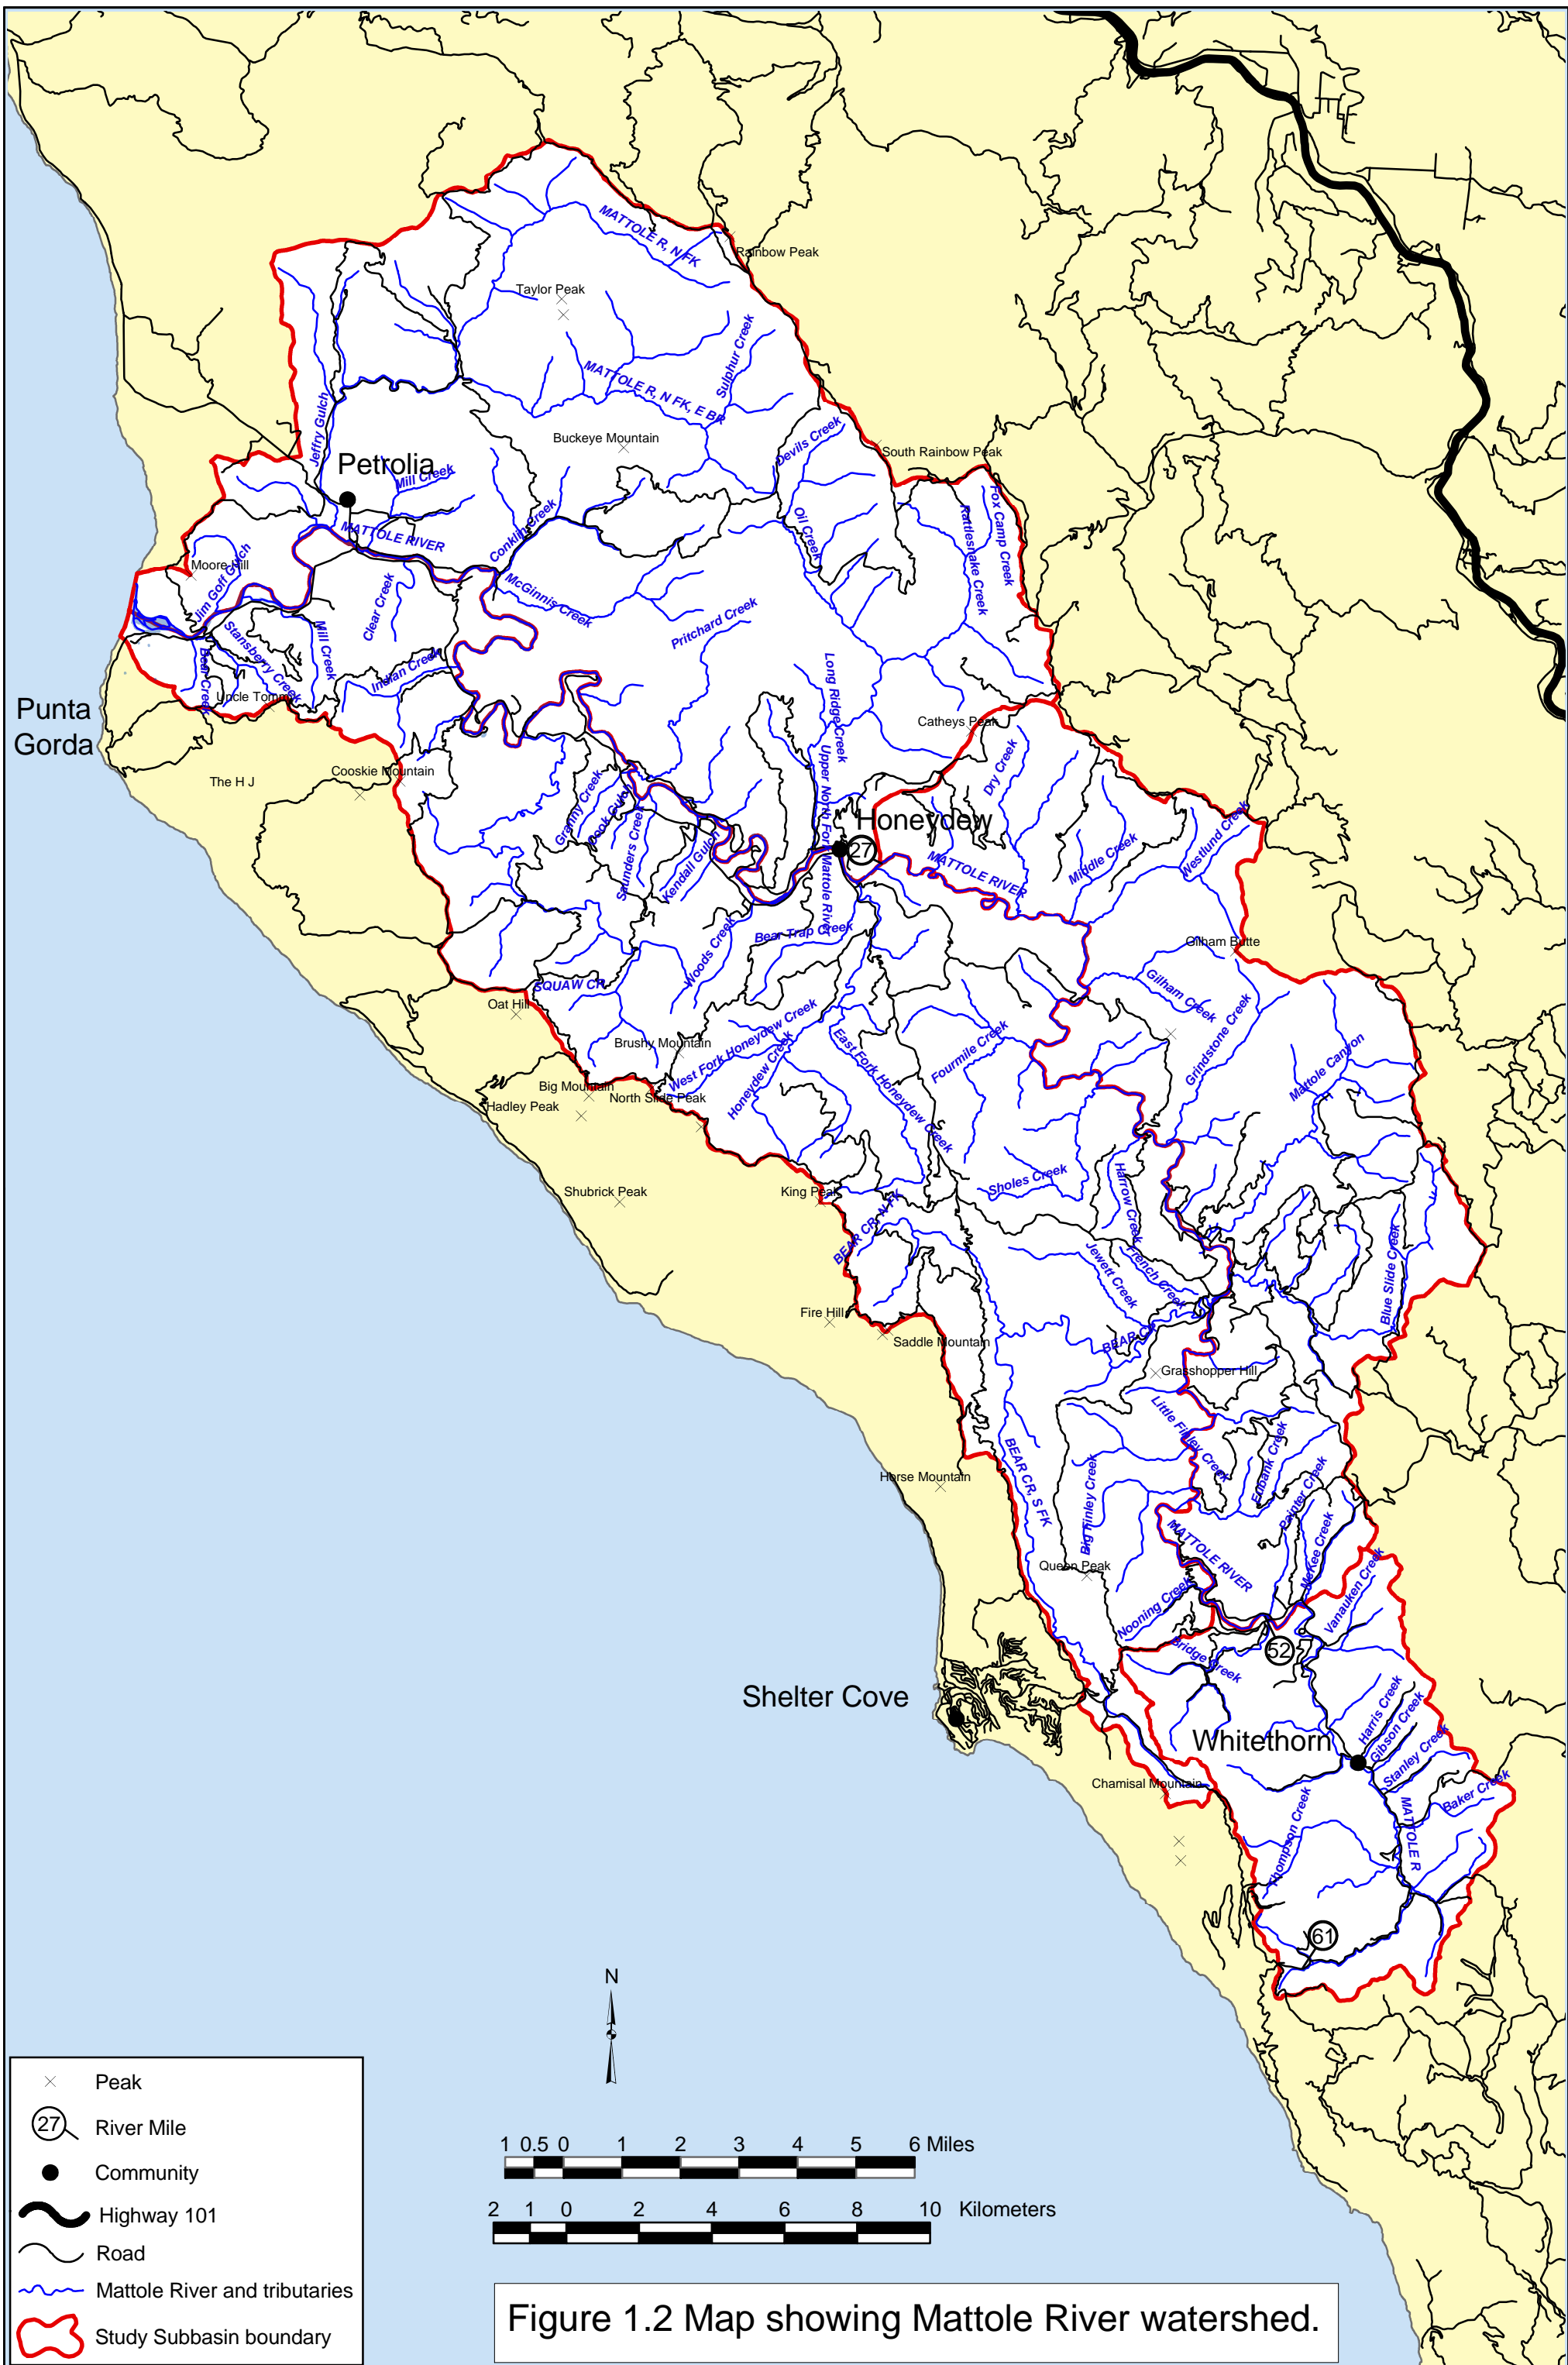 MATTOLE R, N FK
Rainbow Peak
Taylor Peak
Sulphur Creek
MATTOLE R, N FK, E BR
Jeffry Gulch
Buckeye Mountain
Devils Creek
South Rainbow Peak
Petrolia
Mill Creek
Fox Camp Creek
Rattlesnake Creek
Oil Creek
Conklin Creek
MATTOLE RIVER
Moore Hill
Jim Goff Gulch
McGinnis Creek
Clear Creek
Pritchard Creek
Stansberry Creek
Mill Creek
Bear Creek
Indian Creek
Long Ridge Creek
Uncle Tom
Punta
Gorda
Catheys Peak
Dry Creek
The H J
Cooskie Mountain
Upper North Fork Mattole River
Granny Creek
Cook Gulch
Saunders Creek
Kendall Gulch
Honeydew
27
MATTOLE RIVER
Middle Creek
Westlund Creek
Woods Creek
Bear Trap Creek
Gilham Butte
Gilham Creek
SQUAW CR
Oat Hill
Grindstone Creek
Brushy Mountain
West Fork Honeydew Creek
Honeydew Creek
East Fork Honeydew Creek
Fourmile Creek
Mattole Canyon
Big Mountain
North Slide Peak
Hadley Peak
Sholes Creek
Harrow Creek
Shubrick Peak
King Peak
BEAR CR, N FK
Jewett Creek
French Creek
Blue Slide Creek
Fire Hill
Saddle Mountain
BEAR CR
Grasshopper Hill
Little Finley Creek
Eubank Creek
BEAR CR, S FK
Big Finley Creek
Painter Creek
Horse Mountain
MATTOLE RIVER
McKee Creek
Queen Peak
Vanauken Creek
Nooning Creek
Bridge Creek
52
Shelter Cove
Harris Creek
Gibson Creek
Whitethorn
Stanley Creek
Chamisal Mountain
Baker Creek
MATTOLE R
Thompson Creek
61
N
Peak
27 River Mile
Community
Highway 101
Road
Mattole River and tributaries
Study Subbasin boundary
1 0.5 0 1 2 3 4 5 6 Miles
2 1 0 2 4 6 8 10 Kilometers
Figure 1.2 Map showing Mattole River watershed.